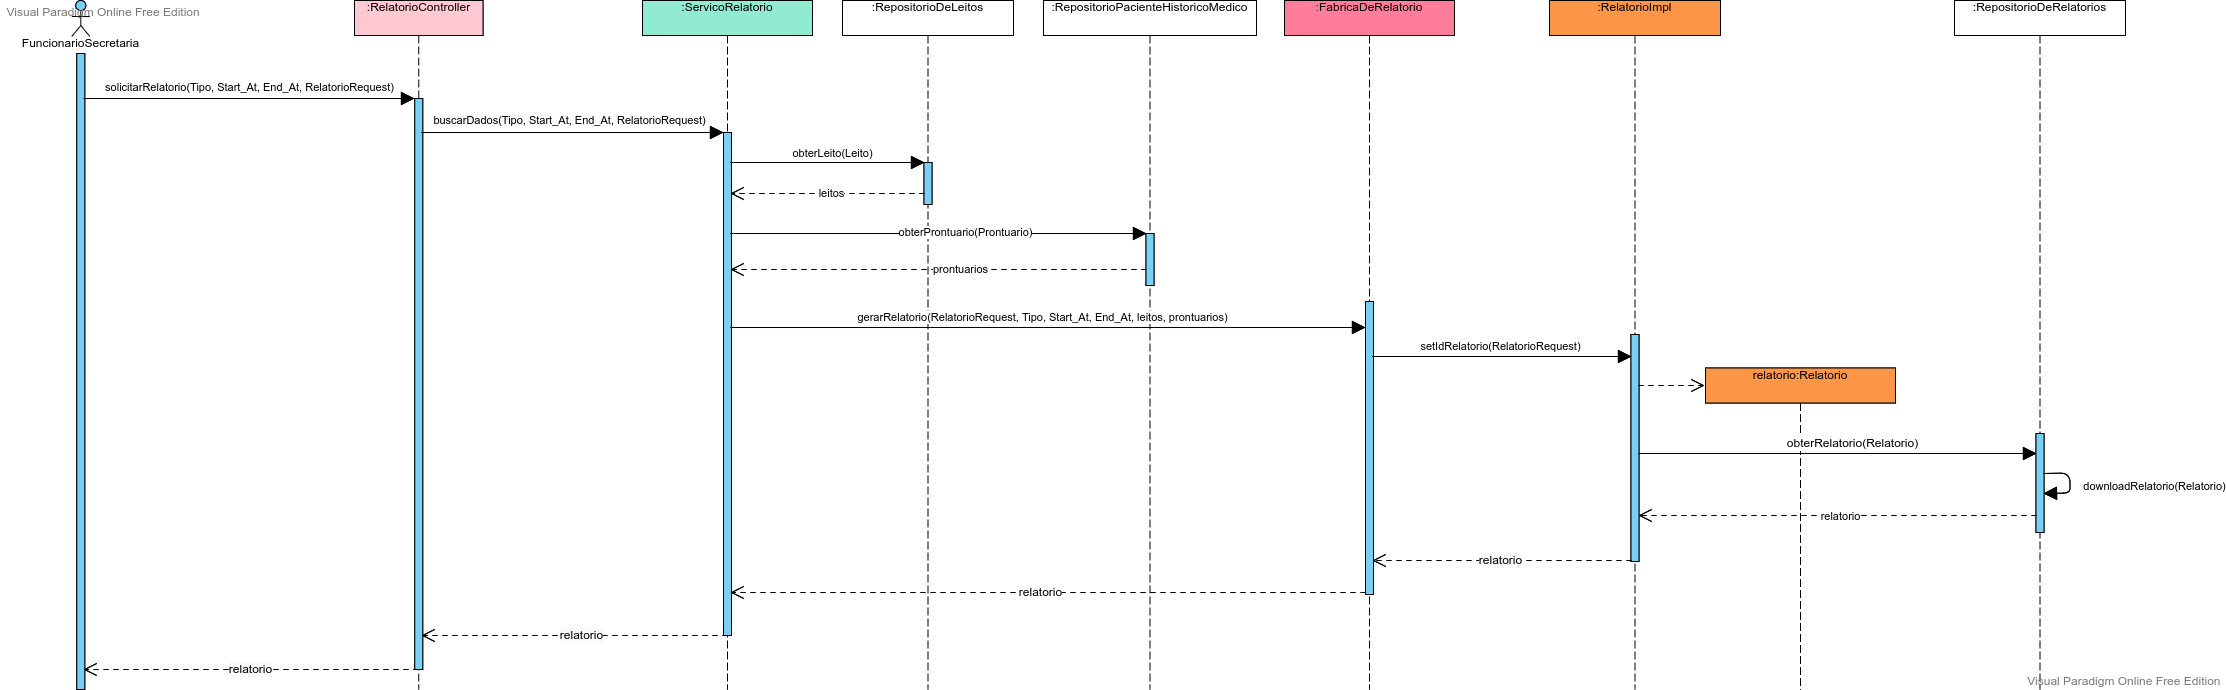 Visual Paradigm Online Free Edition
FuncionarioSecretaria
:RelatorioController
:ServicoRelatorio
:RepositorioDeLeitos
:RepositorioPacienteHistoricoMedico
:FabricaDeRelatorio
:RelatorioImpl
:RepositorioDeRelatorios
solicitarRelatorio(Tipo, Start_At, End_At, RelatorioRequest)
buscarDados(Tipo, Start_At, End_At, RelatorioRequest)
obterLeito(Leito)
leitos
obterProntuario(Prontuario)
prontuarios
gerarRelatorio(RelatorioRequest, Tipo, Start_At, End_At, leitos, prontuarios)
setIdRelatorio(RelatorioRequest)
relatorio:Relatorio
obterRelatorio(Relatorio)
downloadRelatorio(Relatorio)
relatorio
relatorio
relatorio
relatorio
relatorio
Visual Paradigm Online Free Edition